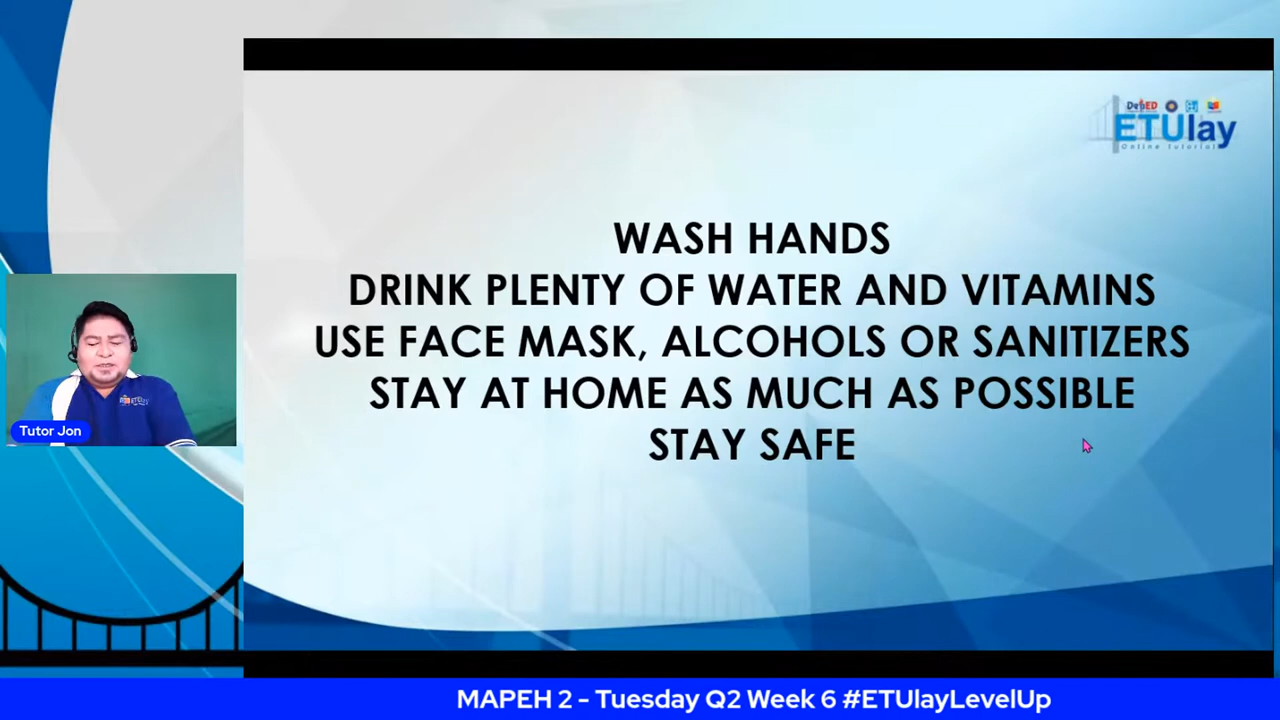 DepED
ETUlay
Online tutorial
WASH HANDS
DRINK PLENTY OF WATER AND VITAMINS
USE FACE MASK, ALCOHOLS OR SANITIZERS
STAY AT HOME AS MUCH AS POSSIBLE
STAY SAFE
Tutor Jon
MAPEH 2 - Tuesday Q2 Week 6 #ETUlayLevelUp